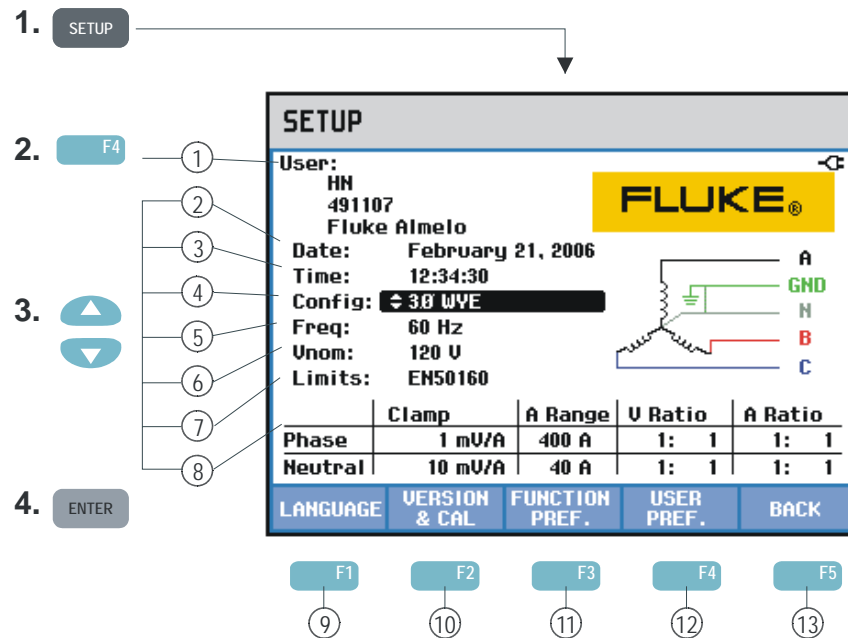 1. SETUP
SETUP
2. F4 1 User:
HN
491107
2 Fluke Almelo
FLUKE®
Date: February 21, 2006
3 Time: 12:34:30
3. 4 Config: 3Ø WYE
5 Freq: 60 Hz
6 Vnom: 120 V
7 Limits: EN50160
A
GND
N
B
C
8 Clamp A Range V Ratio A Ratio
Phase 1 mV/A 400 A 1: 1 1: 1
Neutral 10 mV/A 40 A 1: 1 1: 1
4. ENTER
LANGUAGE VERSION & CAL FUNCTION PREF. USER PREF. BACK
F1 F2 F3 F4 F5
9 10 11 12 13